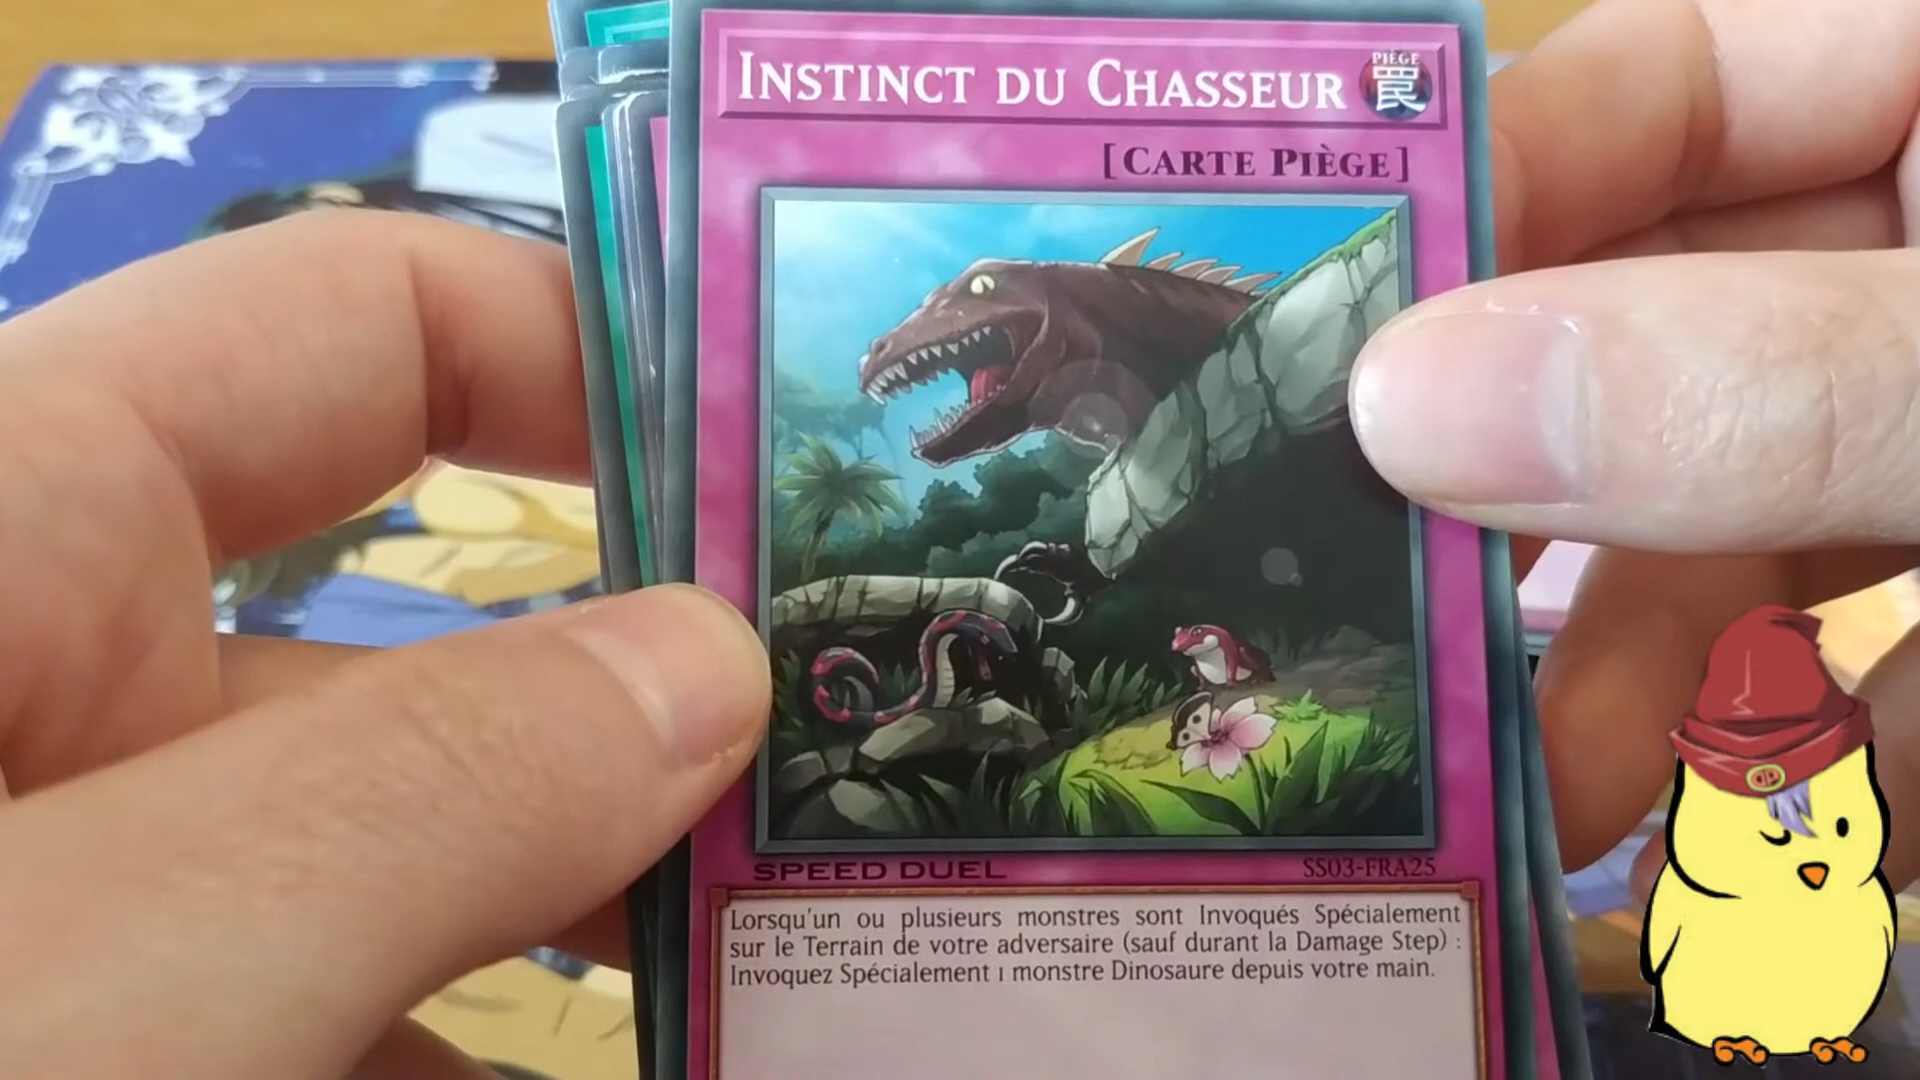 INSTINCT DU CHASSEUR
PIÈGE
罠
[CARTE PIÈGE]
SPEED DUEL
SS03-FRA25
Lorsqu'un ou plusieurs monstres sont Invoqués Spécialement
sur le Terrain de votre adversaire (sauf durant la Damage Step) :
Invoquez Spécialement 1 monstre Dinosaure depuis votre main.